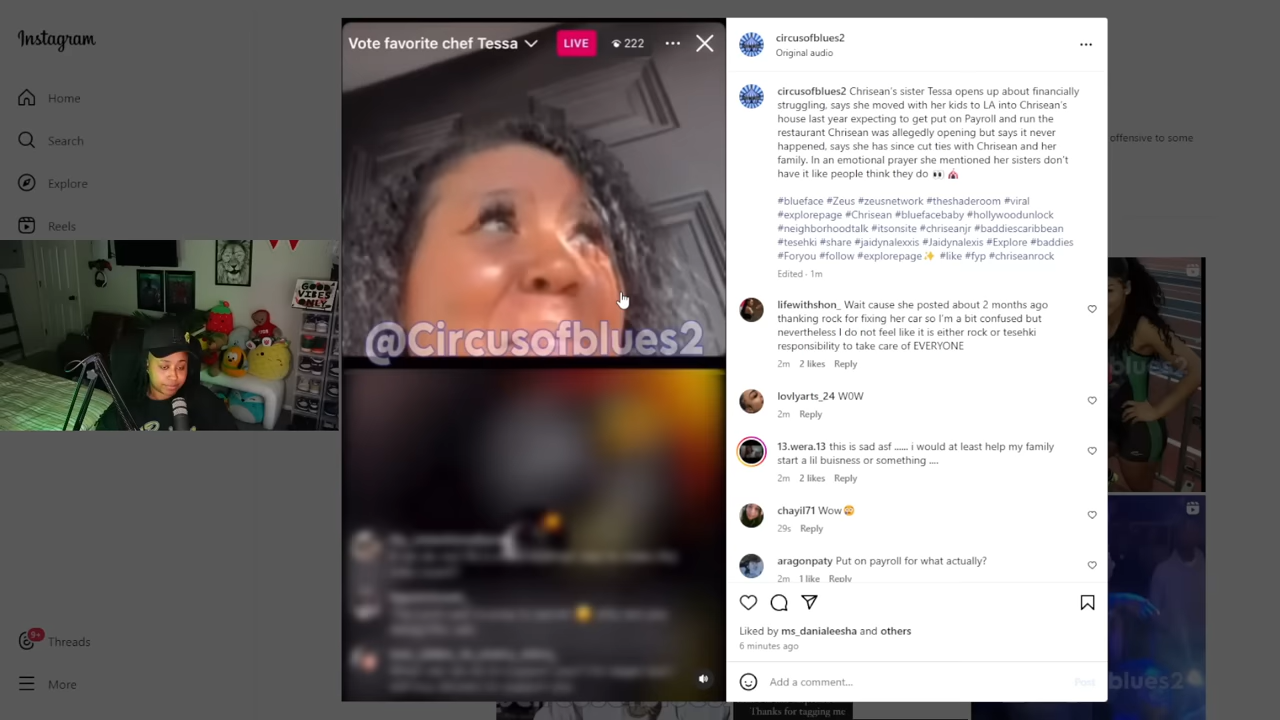 Instagram
Home
Search
Explore
Reels
9+
Threads
More
GOOD
VIBES
ONLY!
Vote favorite chef Tessa
LIVE
222
@Circusofblues2
circusofblues2
Original audio
circusofblues2 Chrisean's sister Tessa opens up about financially
struggling, says she moved with her kids to LA into Chrisean's
house last year expecting to get put on Payroll and run the
restaurant Chrisean was allegedly opening but says it never
happened, says she has since cut ties with Chrisean and her
family. In an emotional prayer she mentioned her sisters don't
have it like people think they do 👀 🎪
#blueface #Zeus #zeusnetwork #theshaderoom #viral
#explorepage #Chrisean #bluefacebaby #hollywoodunlock
#neighborhoodtalk #itsonsite #chriseanjr #baddiescaribbean
#tesehki #share #jaidynalexxis #Jaidynalexis #Explore #baddies
#Foryou #follow #explorepage✨ #like #fyp #chriseanrock
Edited · 1m
lifewithshon_ Wait cause she posted about 2 months ago
thanking rock for fixing her car so I'm a bit confused but
nevertheless I do not feel like it is either rock or tesehki
responsibility to take care of EVERYONE
2m 2 likes Reply
lovlyarts_24 W0W
2m Reply
13.wera.13 this is sad asf ...... i would at least help my family
start a lil buisness or something ....
2m 2 likes Reply
chayil71 Wow😳
29s Reply
aragonpaty Put on payroll for what actually?
2m 1 like Reply
Liked by ms_danialeesha and others
6 minutes ago
Add a comment...
Post
offensive to some
blues2
blues2
Thanks for tagging me